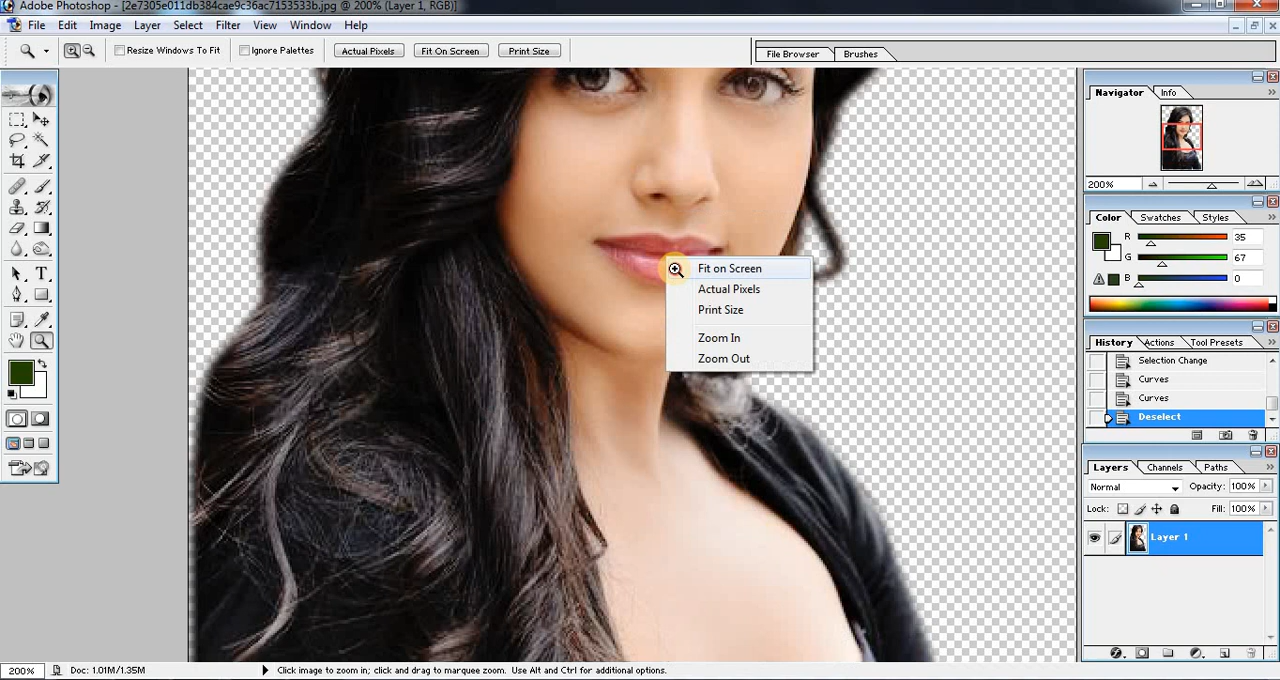 Adobe Photoshop - [2e7305e011db384cae9c36ac7153533b.jpg @ 200% (Layer 1, RGB)]
File Edit Image Layer Select Filter View Window Help
Resize Windows To Fit Ignore Palettes Actual Pixels Fit On Screen Print Size File Browser Brushes
Navigator Info
200%
Color Swatches Styles
R 35
G 67
B 0
Fit on Screen
Actual Pixels
Print Size
Zoom In
Zoom Out
History Actions Tool Presets
Selection Change
Curves
Curves
Deselect
Layers Channels Paths
Normal Opacity: 100%
Lock: Fill: 100%
Layer 1
200% Doc: 1.01M/1.35M Click image to zoom in; click and drag to marquee zoom. Use Alt and Ctrl for additional options.